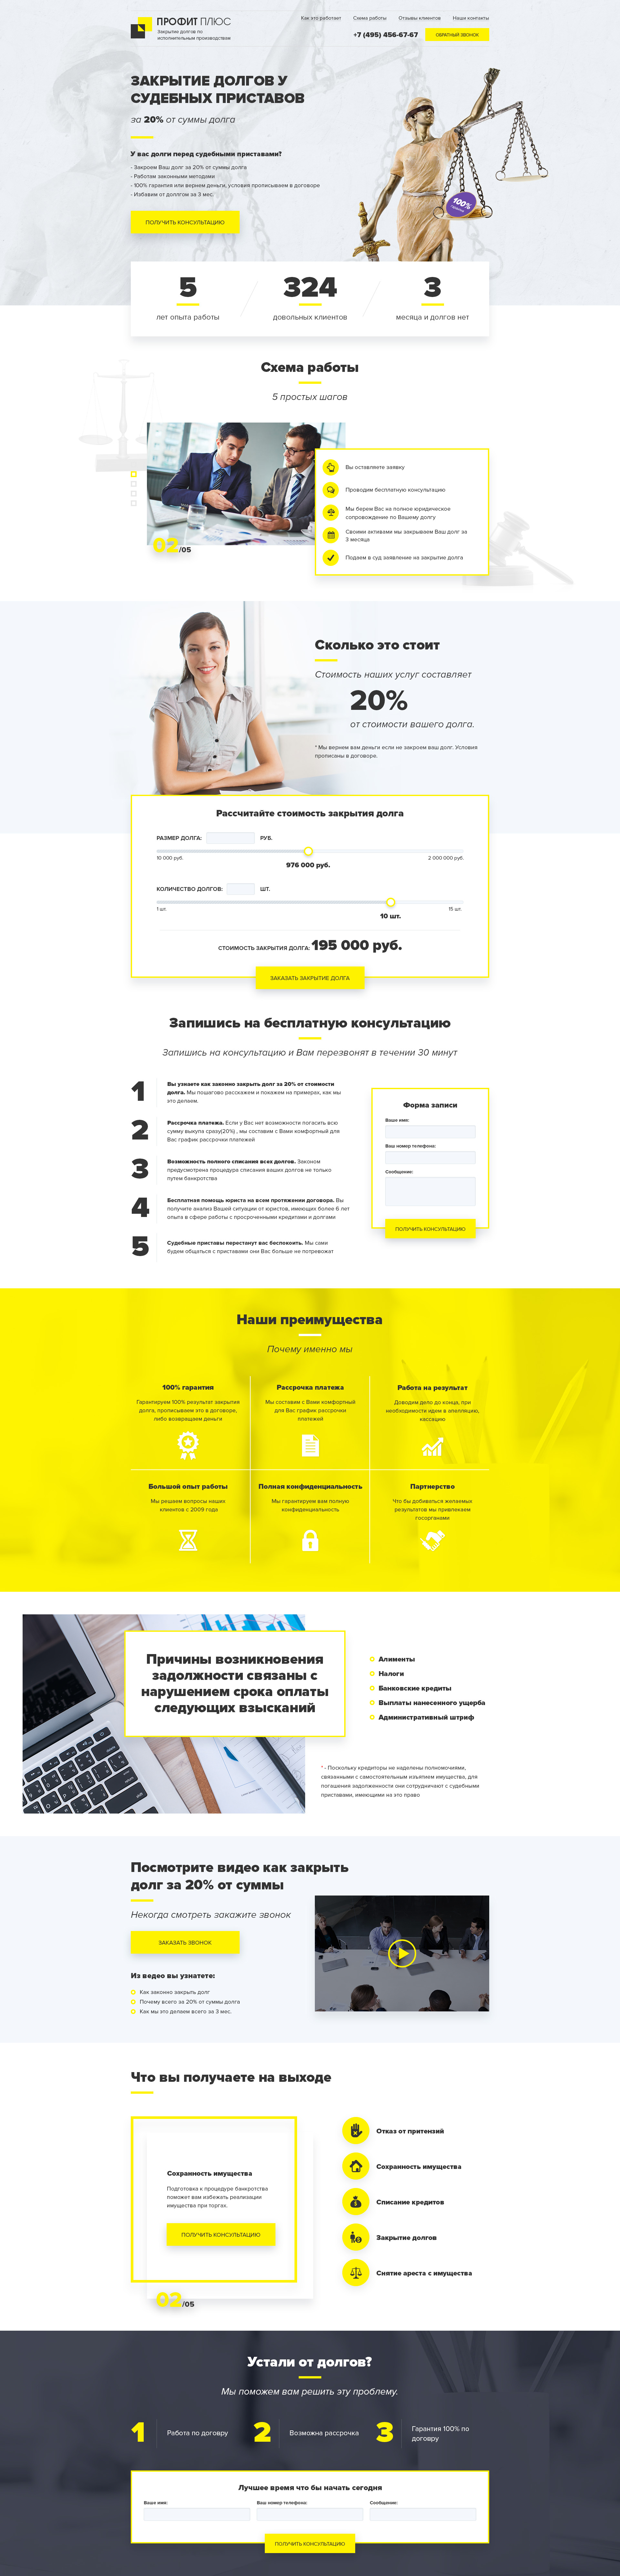 ПРОФИТ ПЛЮС
Закрытие долгов по
исполнительным производствам
Как это работает
Схема работы
Отзывы клиентов
Наши контакты
+7 (495) 456-67-67
ОБРАТНЫЙ ЗВОНОК
ЗАКРЫТИЕ ДОЛГОВ У
СУДЕБНЫХ ПРИСТАВОВ
за 20% от суммы долга
У вас долги перед судебными приставами?
- Закроем Ваш долг за 20% от суммы долга
- Работам законными методами
- 100% гарантия или вернем деньги, условия прописываем в договоре
- Избавим от доллгом за 3 мес.
ПОЛУЧИТЬ КОНСУЛЬТАЦИЮ
100%
5
лет опыта работы
324
довольных клиентов
3
месяца и долгов нет
Схема работы
5 простых шагов
02/05
Вы оставляете заявку
Проводим бесплатную консультацию
Мы берем Вас на полное юридическое
сопровождение по Вашему долгу
Своими активами мы закрываем Ваш долг за
3 месяца
Подаем в суд заявление на закрытие долга
Сколько это стоит
Стоимость наших услуг составляет
20%
от стоимости вашего долга.
* Мы вернем вам деньги если не закроем ваш долг. Условия
прописаны в договоре.
Рассчитайте стоимость закрытия долга
РАЗМЕР ДОЛГА:
РУБ.
10 000 руб.
2 000 000 руб.
976 000 руб.
КОЛИЧЕСТВО ДОЛГОВ:
ШТ.
1 шт.
15 шт.
10 шт.
СТОИМОСТЬ ЗАКРЫТИЯ ДОЛГА: 195 000 руб.
ЗАКАЗАТЬ ЗАКРЫТИЕ ДОЛГА
Запишись на бесплатную консультацию
Запишись на консультацию и Вам перезвонят в течении 30 минут
1
Вы узнаете как законно закрыть долг за 20% от стоимости
долга. Мы пошагово расскажем и покажем на примерах, как мы
это делаем.
2
Рассрочка платежа. Если у Вас нет возможности погасить всю
сумму выкупа сразу(20%) , мы составим с Вами комфортный для
Вас график рассрочки платежей
3
Возможность полного списания всех долгов. Законом
предусмотрена процедура списания ваших долгов не только
путем банкротства
4
Бесплатная помощь юриста на всем протяжении договора. Вы
получите анализ Вашей ситуации от юристов, имеющих более 6 лет
опыта в сфере работы с просроченными кредитами и долгами
5
Судебные приставы перестанут вас беспокоить. Мы сами
будем общаться с приставами они Вас больше не потревожат
Форма записи
Ваше имя:
Ваш номер телефона:
Сообщение:
ПОЛУЧИТЬ КОНСУЛЬТАЦИЮ
Наши преимущества
Почему именно мы
100% гарантия
Гарантируем 100% результат закрытия
долга, прописываем это в договоре,
либо возвращаем деньги
Рассрочка платежа
Мы составим с Вами комфортный
для Вас график рассрочки
платежей
Работа на результат
Доводим дело до конца, при
необходимости идем в апелляцию,
кассацию
Большой опыт работы
Мы решаем вопросы наших
клиентов с 2009 года
Полная конфиденциальность
Мы гарантируем вам полную
конфиденциальность
Партнерство
Что бы добиваться желаемых
результатов мы привлекаем
госорганами
Причины возникновения
задолжности связаны с
нарушением срока оплаты
следующих взысканий
Алименты
Налоги
Банковские кредиты
Выплаты нанесенного ущерба
Административный штриф
* - Поскольку кредиторы не наделены полномочиями,
связанными с самостоятельным изъятием имущества, для
погашения задолженности они сотрудничают с судебными
приставами, имеющими на это право
Посмотрите видео как закрыть
долг за 20% от суммы
Некогда смотреть закажите звонок
ЗАКАЗАТЬ ЗВОНОК
Из видео вы узнатете:
Как законно закрыть долг
Почему всего за 20% от суммы долга
Как мы это делаем всего за 3 мес.
Что вы получаете на выходе
Сохранность имущества
Подготовка к процедуре банкротства
поможет вам избежать реализации
имущества при торгах.
ПОЛУЧИТЬ КОНСУЛЬТАЦИЮ
02/05
Отказ от притензий
Сохранность имущества
Списание кредитов
Закрытие долгов
Снятие ареста с имущества
Устали от долгов?
Мы поможем вам решить эту проблему.
1
Работа по договру
2
Возможна рассрочка
3
Гарантия 100% по
договру
Лучшее время что бы начать сегодня
Ваше имя:
Ваш номер телефона:
Сообщение:
ПОЛУЧИТЬ КОНСУЛЬТАЦИЮ